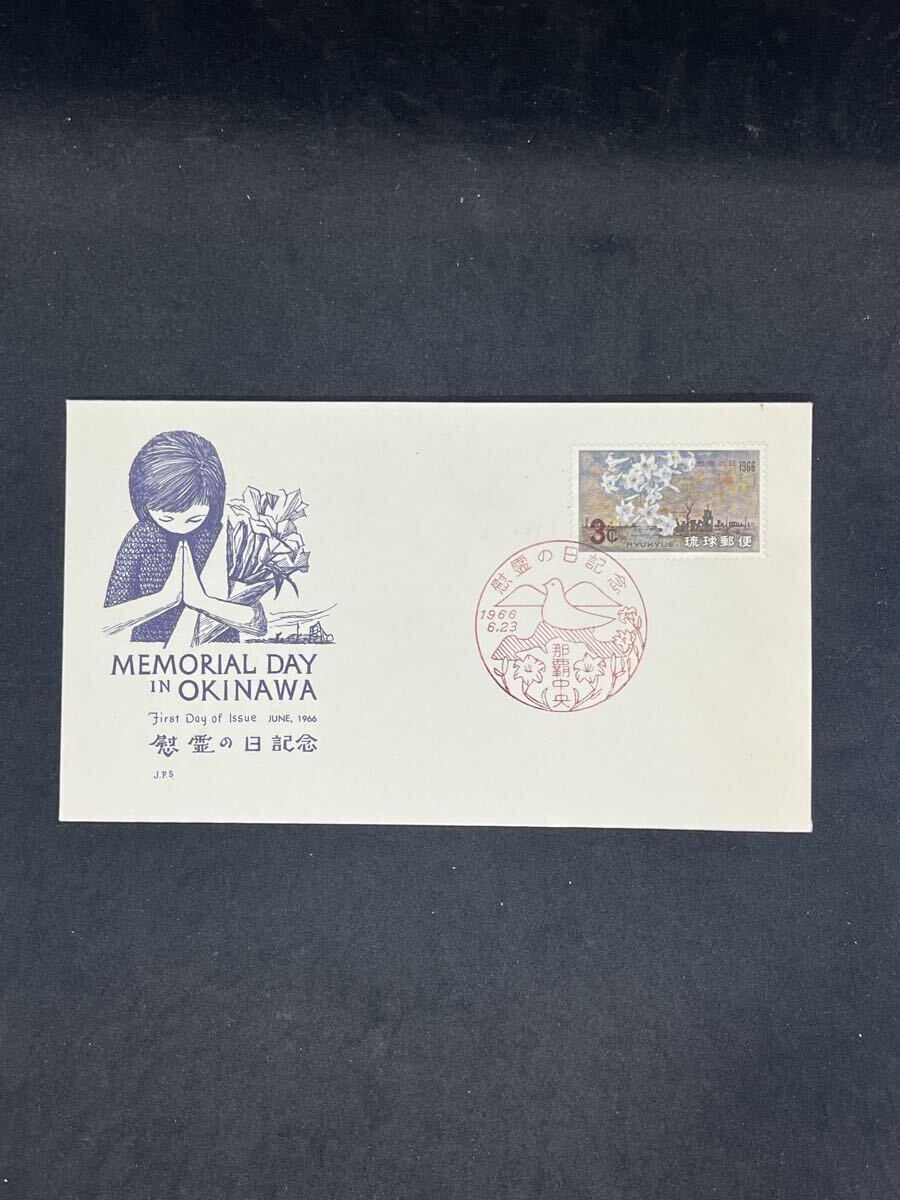 MEMORIAL DAY
IN OKINAWA
First Day of Issue JUNE, 1966
慰霊の日記念
J.P.S
慰霊の日 1966
3¢
RYUKYUS 琉球郵便
慰霊の日記念
1966
6.23
那覇中央